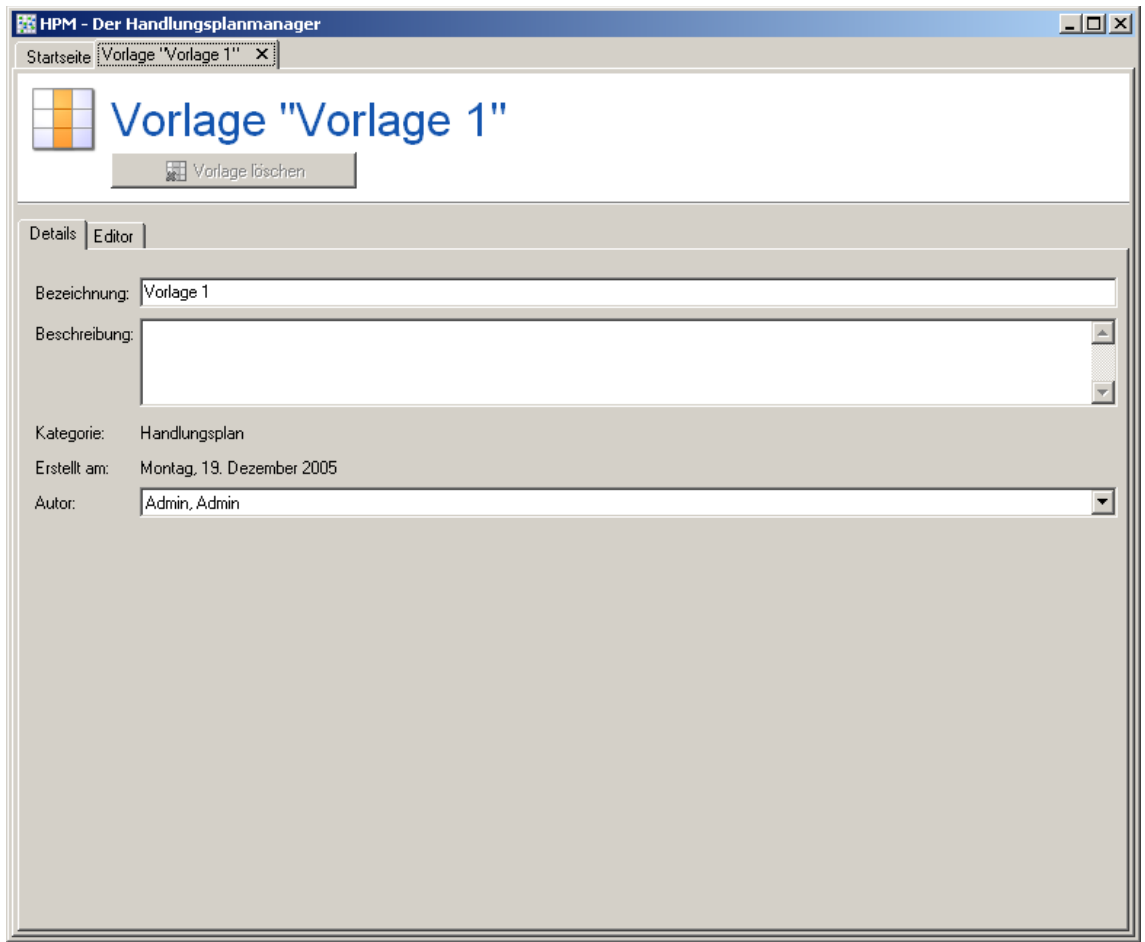 HPM - Der Handlungsplanmanager
Startseite Vorlage "Vorlage 1"
Vorlage "Vorlage 1"
Vorlage löschen
Details Editor
Bezeichnung: Vorlage 1
Beschreibung:
Kategorie: Handlungsplan
Erstellt am: Montag, 19. Dezember 2005
Autor: Admin, Admin